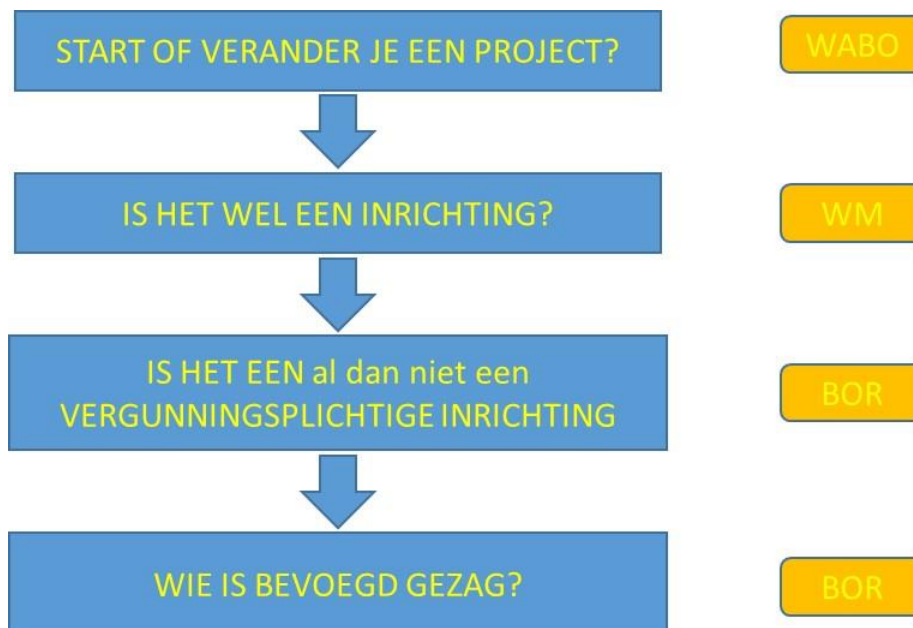 START OF VERANDER JE EEN PROJECT?
WABO
IS HET WEL EEN INRICHTING?
WM
IS HET EEN al dan niet een
VERGUNNINGSPLICHTIGE INRICHTING
BOR
WIE IS BEVOEGD GEZAG?
BOR